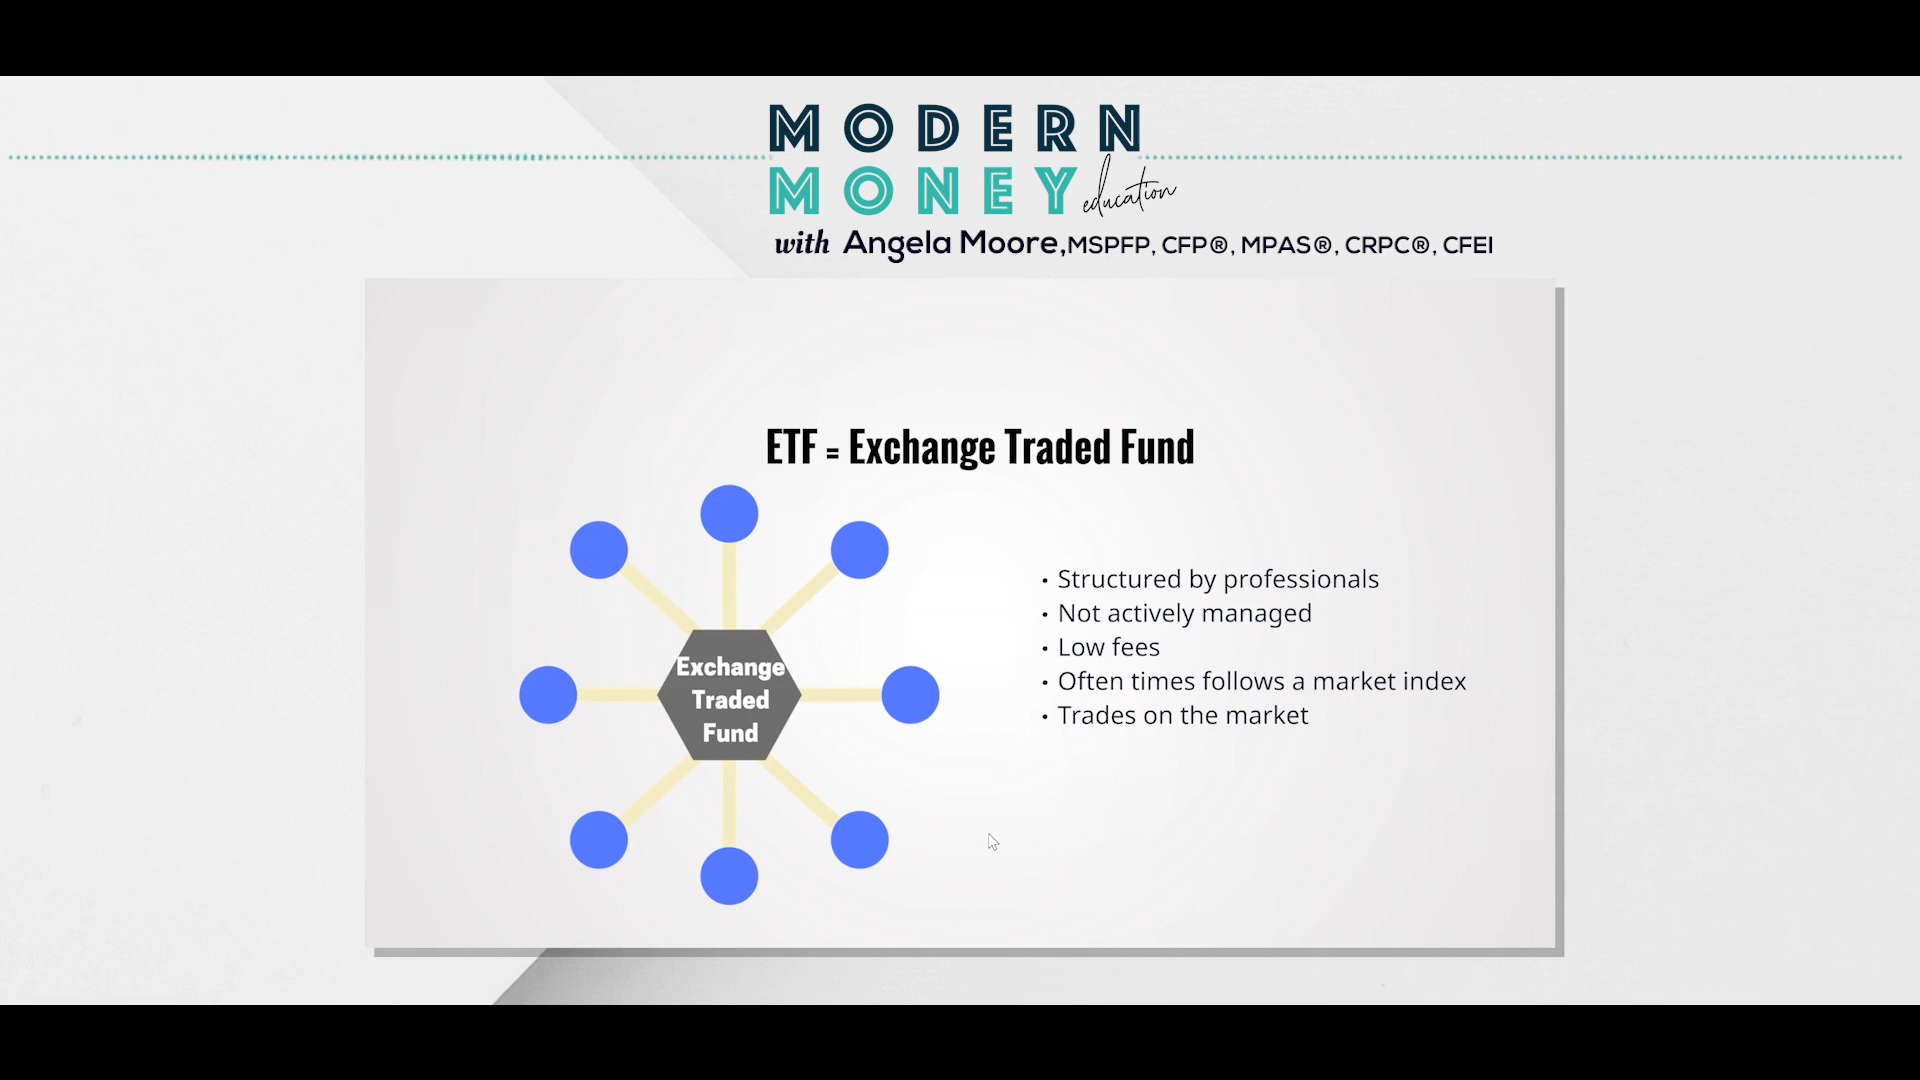 MODERN
MONEY education
with Angela Moore, MSPFP, CFP®, MPAS®, CRPC®, CFEI
ETF = Exchange Traded Fund
Exchange
Traded
Fund
• Structured by professionals
• Not actively managed
• Low fees
• Often times follows a market index
• Trades on the market